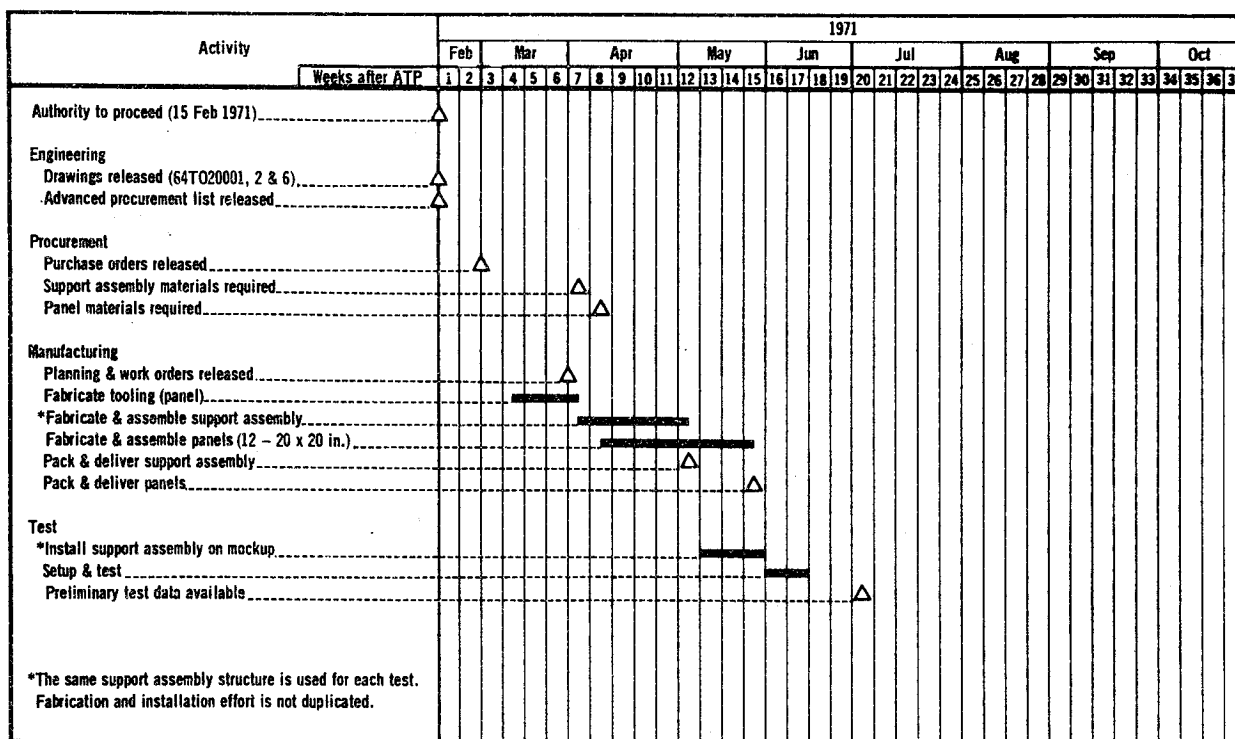 1971
Activity
Feb Mar Apr May Jun Jul Aug Sep Oct
Weeks after ATP 1 2 3 4 5 6 7 8 9 10 11 12 13 14 15 16 17 18 19 20 21 22 23 24 25 26 27 28 29 30 31 32 33 34 35 36
Authority to proceed (15 Feb 1971)
Engineering
Drawings released (64TO20001, 2 & 6)
Advanced procurement list released
Procurement
Purchase orders released
Support assembly materials required
Panel materials required
Manufacturing
Planning & work orders released
Fabricate tooling (panel)
*Fabricate & assemble support assembly
Fabricate & assemble panels (12 – 20 x 20 in.)
Pack & deliver support assembly
Pack & deliver panels
Test
*Install support assembly on mockup
Setup & test
Preliminary test data available
*The same support assembly structure is used for each test.
Fabrication and installation effort is not duplicated.